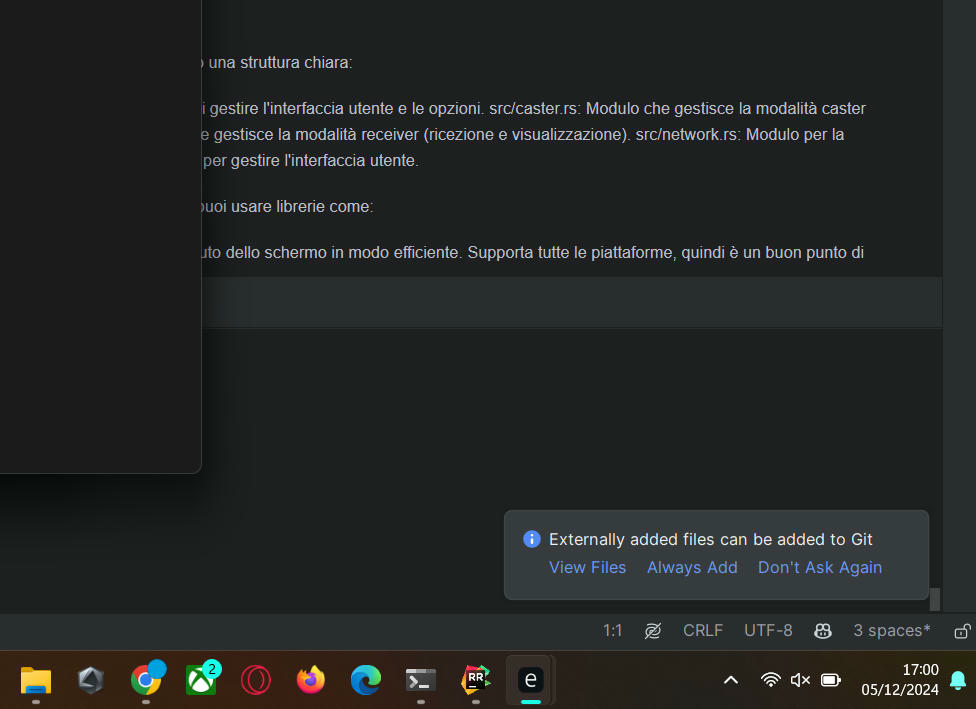 una struttura chiara:
gestire l'interfaccia utente e le opzioni. src/caster.rs: Modulo che gestisce la modalità caster
e gestisce la modalità receiver (ricezione e visualizzazione). src/network.rs: Modulo per la
per gestire l'interfaccia utente.
usare librerie come:
dello schermo in modo efficiente. Supporta tutte le piattaforme, quindi è un buon punto di
Externally added files can be added to Git
View Files Always Add Don't Ask Again
1:1 CRLF UTF-8 3 spaces*
2
RR
e
17:00
05/12/2024